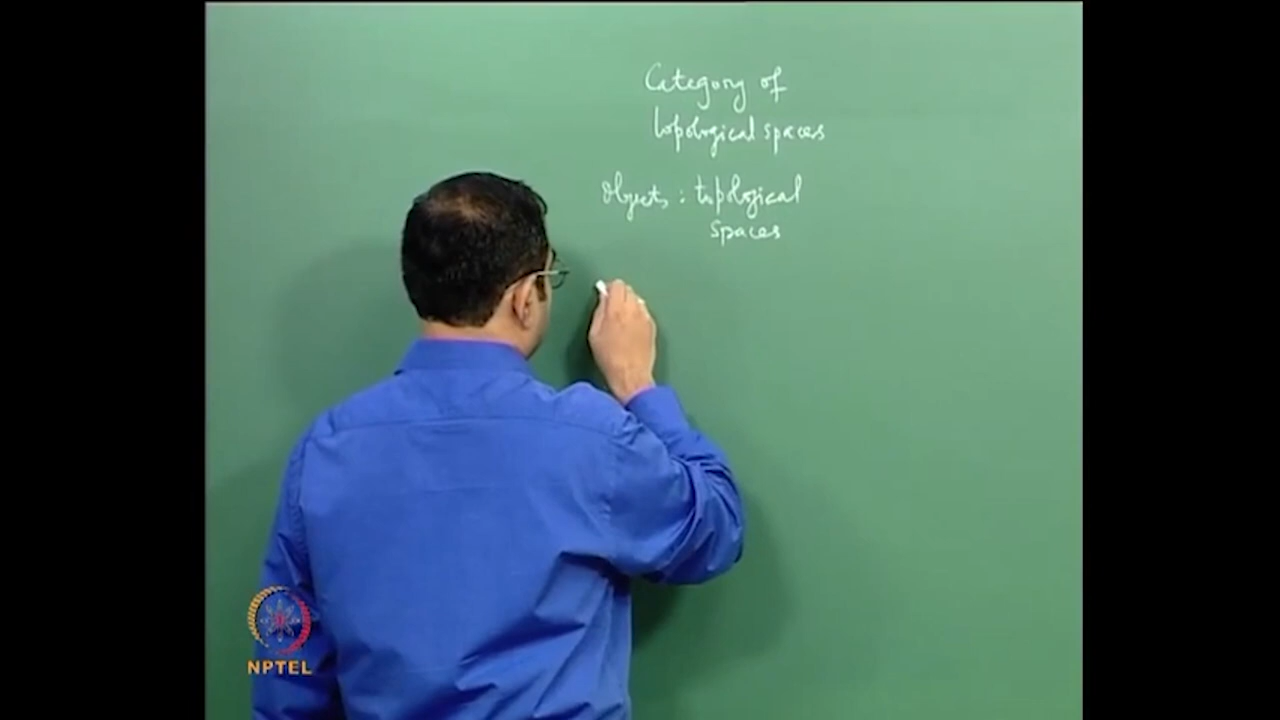 Category of
topological spaces
Objects : topological
spaces
NPTEL